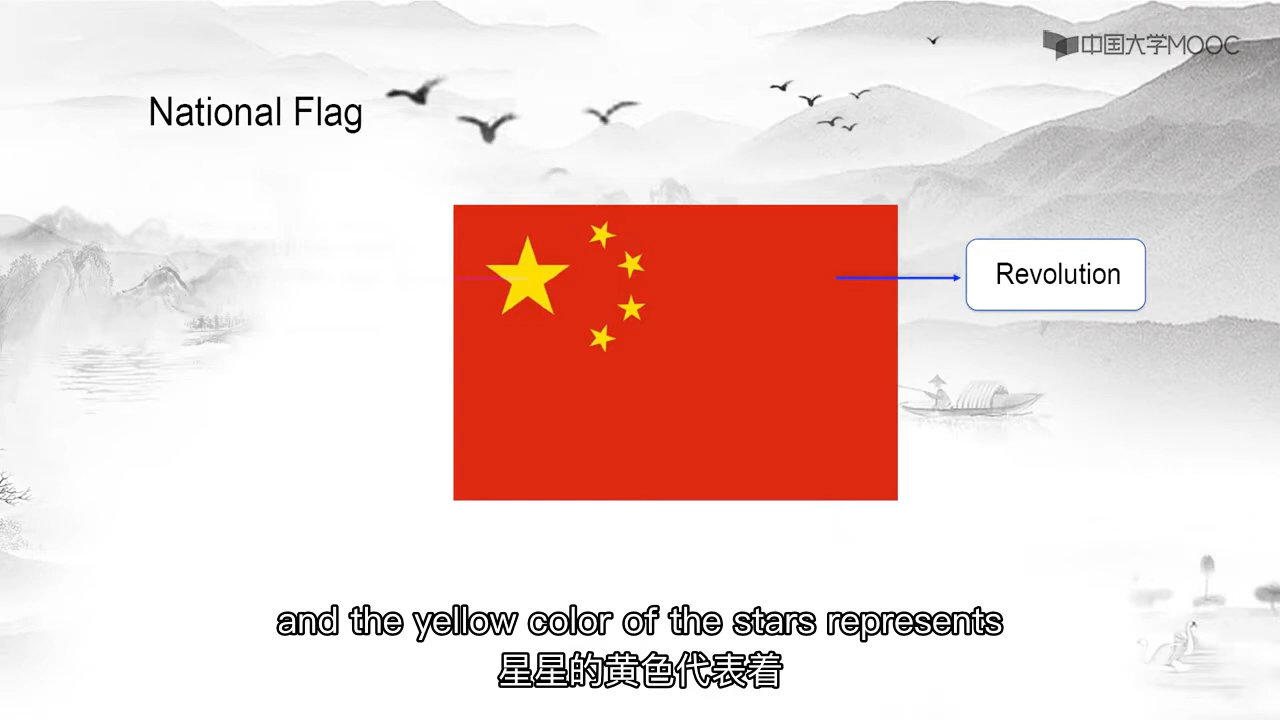 中国大学MOOC
National Flag
Revolution
and the yellow color of the stars represents
星星的黄色代表着